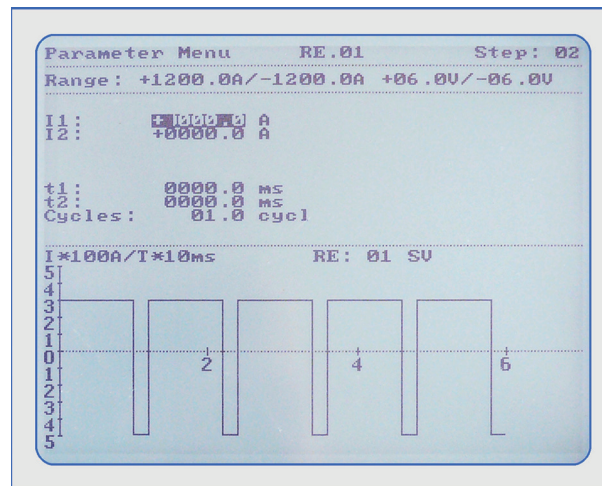 Parameter Menu RE.01 Step: 02
Range: +1200.0A/-1200.0A +06.0V/-06.0V
I1: +0000.0 A
I2: +0000.0 A
t1: 0000.0 ms
t2: 0000.0 ms
Cycles: 01.0 cycl
I*100A/T*10ms RE: 01 SV
5
4
3
2
1
0 2 4 6
1
2
3
4
5